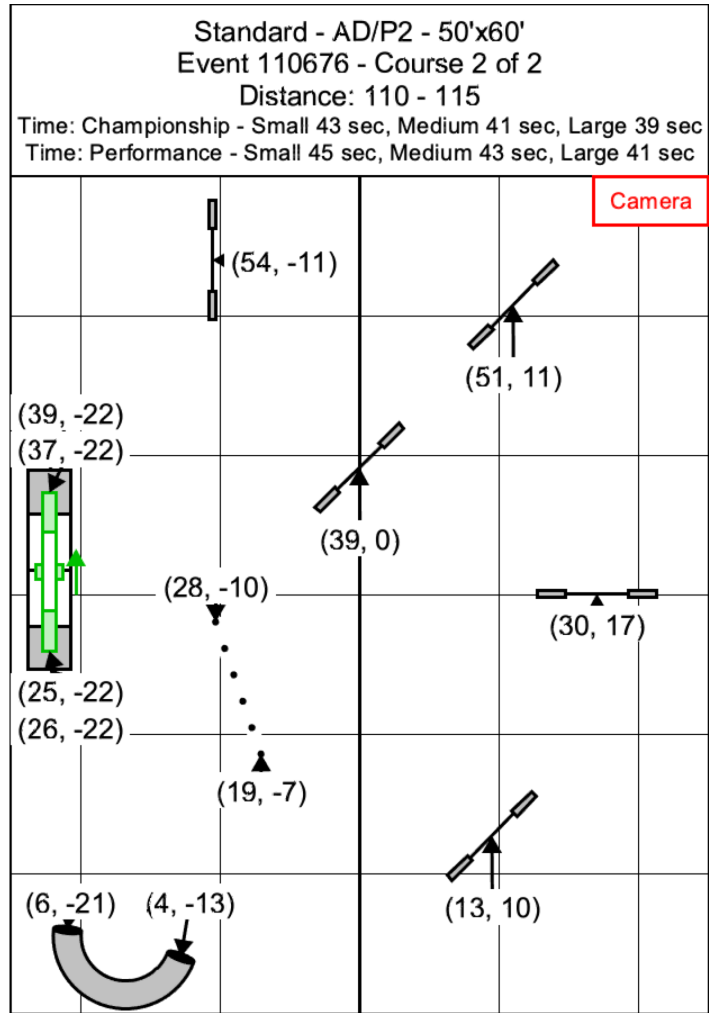 Standard - AD/P2 - 50'x60'
Event 110676 - Course 2 of 2
Distance: 110 - 115
Time: Championship - Small 43 sec, Medium 41 sec, Large 39 sec
Time: Performance - Small 45 sec, Medium 43 sec, Large 41 sec
Camera
(54, -11)
(51, 11)
(39, -22)
(37, -22)
(39, 0)
(28, -10)
(30, 17)
(25, -22)
(26, -22)
(19, -7)
(6, -21)
(4, -13)
(13, 10)